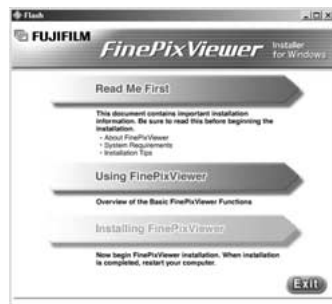 Flash
FUJIFILM
FinePixViewer Installer for Windows
Read Me First
This document contains important installation
information. Be sure to read this before beginning the
installation.
- About FinePixViewer
- System Requirements
- Installation Tips
Using FinePixViewer
Overview of the Basic FinePixViewer Functions
Installing FinePixViewer
Now begin FinePixViewer installation. When installation
is completed, restart your computer.
Exit